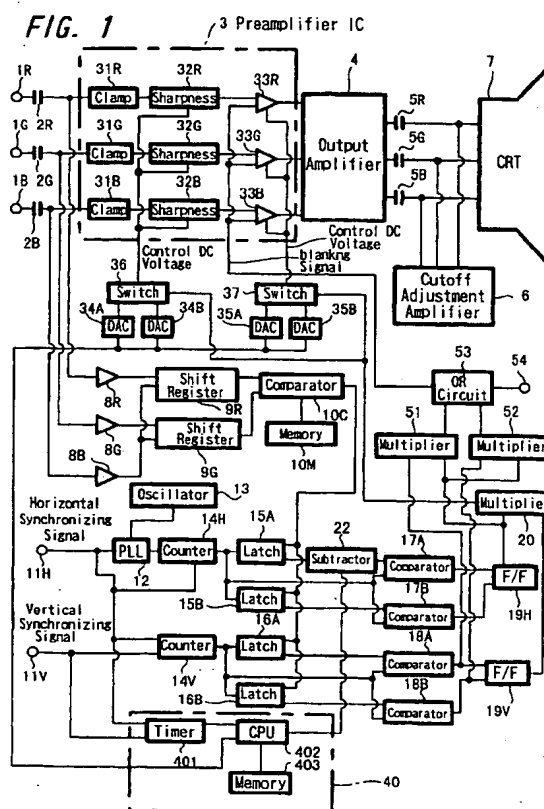 FIG. 1
3 Preamplifier IC
1R
2R
31R
Clamp
32R
Sharpness
33R
1G
2G
31G
Clamp
32G
Sharpness
33G
1B
2B
31B
Clamp
32B
Sharpness
33B
4
Output
Amplifier
5R
5G
5B
7
CRT
Control DC
Voltage
Control DC
Voltage
blankng
Signal
Cutoff
Adjustment
Amplifier
6
36
Switch
34A
DAC
34B
DAC
37
Switch
35A
DAC
35B
DAC
8R
Shift
Register
9R
Comparator
10C
8G
Shift
Register
9G
Memory
10M
8B
53
OR
Circuit
54
51
Multiplier
52
Multiplier
Multiplier
20
Oscillator
13
Horizontal
Synchronizing
Signal
11H
PLL
12
14H
Counter
15A
Latch
15B
Latch
22
Subtractor
17A
Comparator
17B
Comparator
F/F
19H
Vertical
Synchronizing
Signal
11V
Counter
14V
16A
Latch
16B
Latch
18A
Comparator
18B
Comparator
F/F
19V
Timer
401
CPU
402
Memory
403
40